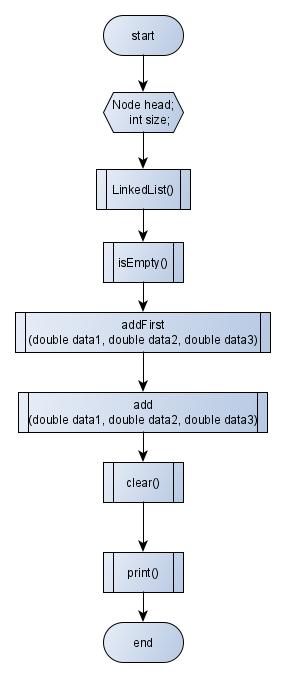 start
Node head;
int size;
LinkedList()
isEmpty()
addFirst
(double data1, double data2, double data3)
add
(double data1, double data2, double data3)
clear()
print()
end